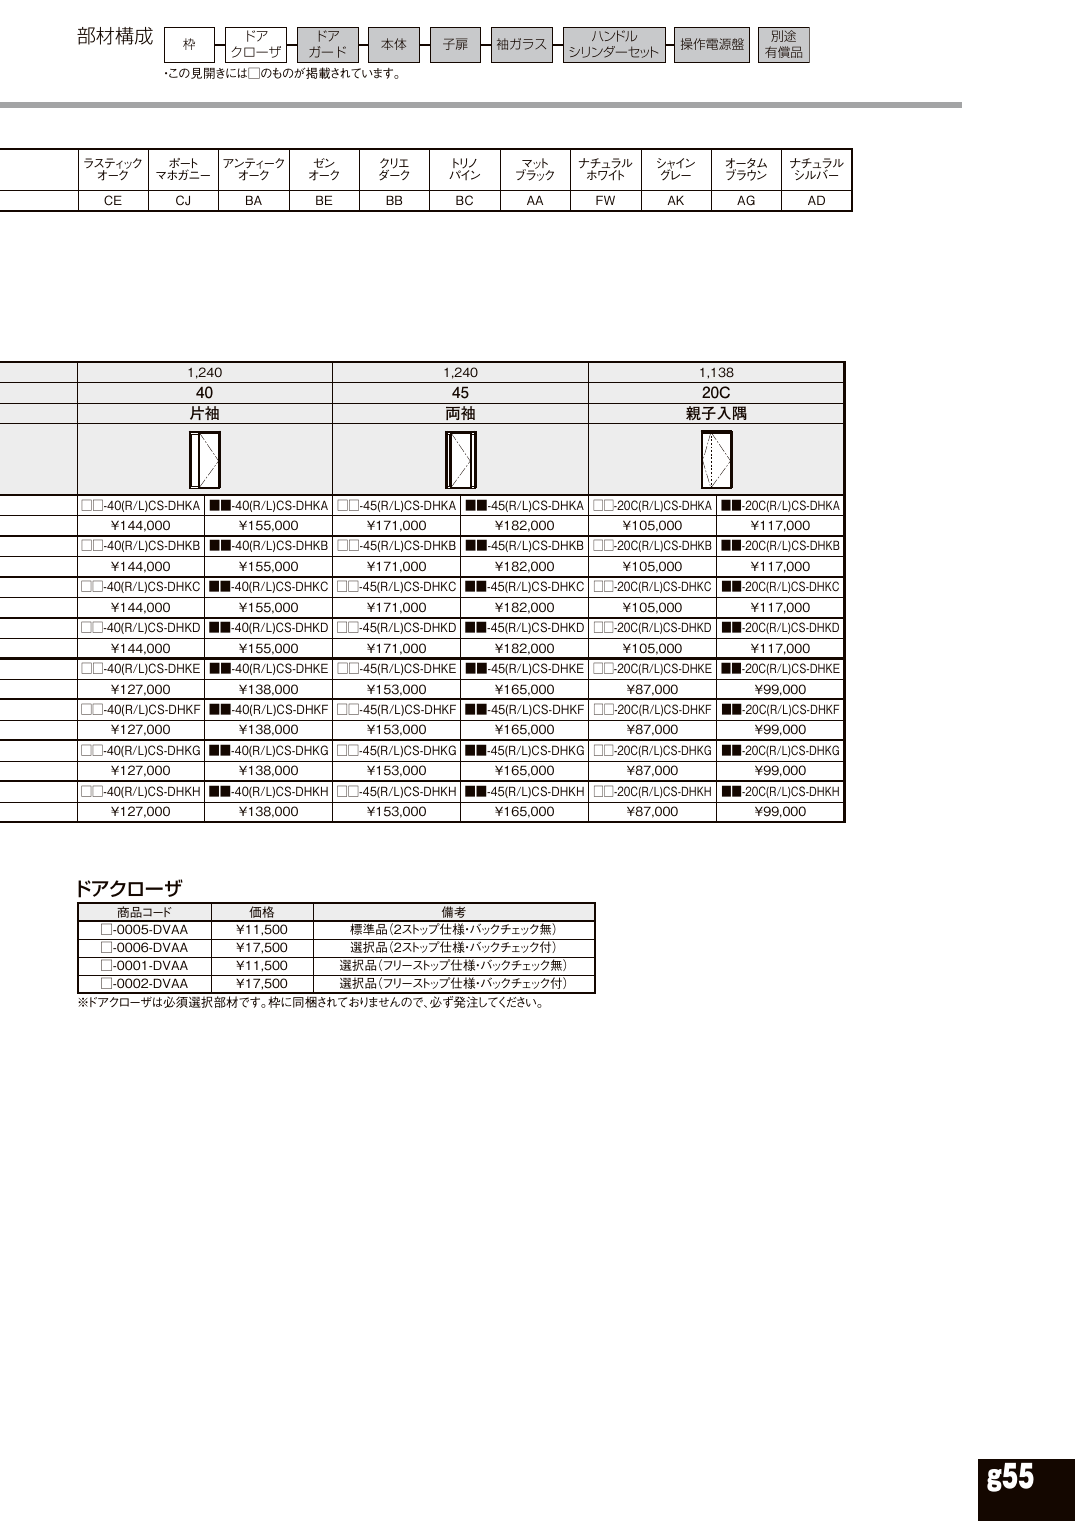 部材構成 枠 ドアクローザ ドアガード 本体 子扉 袖ガラス ハンドルシリンダーセット 操作電源盤 別途有償品
・この見開きには□のものが掲載されています。
ラスティックオーク ポートマホガニー アンティークオーク ゼンオーク クリエダーク トリノパイン マットブラック ナチュラルホワイト シャイングレー オータムブラウン ナチュラルシルバー
CE CJ BA BE BB BC AA FW AK AG AD
1,240 1,240 1,138
40 45 20C
片袖 両袖 親子入隅
□□-40(R/L)CS-DHKA ■■-40(R/L)CS-DHKA □□-45(R/L)CS-DHKA ■■-45(R/L)CS-DHKA □□-20C(R/L)CS-DHKA ■■-20C(R/L)CS-DHKA
¥144,000 ¥155,000 ¥171,000 ¥182,000 ¥105,000 ¥117,000
□□-40(R/L)CS-DHKB ■■-40(R/L)CS-DHKB □□-45(R/L)CS-DHKB ■■-45(R/L)CS-DHKB □□-20C(R/L)CS-DHKB ■■-20C(R/L)CS-DHKB
¥144,000 ¥155,000 ¥171,000 ¥182,000 ¥105,000 ¥117,000
□□-40(R/L)CS-DHKC ■■-40(R/L)CS-DHKC □□-45(R/L)CS-DHKC ■■-45(R/L)CS-DHKC □□-20C(R/L)CS-DHKC ■■-20C(R/L)CS-DHKC
¥144,000 ¥155,000 ¥171,000 ¥182,000 ¥105,000 ¥117,000
□□-40(R/L)CS-DHKD ■■-40(R/L)CS-DHKD □□-45(R/L)CS-DHKD ■■-45(R/L)CS-DHKD □□-20C(R/L)CS-DHKD ■■-20C(R/L)CS-DHKD
¥144,000 ¥155,000 ¥171,000 ¥182,000 ¥105,000 ¥117,000
□□-40(R/L)CS-DHKE ■■-40(R/L)CS-DHKE □□-45(R/L)CS-DHKE ■■-45(R/L)CS-DHKE □□-20C(R/L)CS-DHKE ■■-20C(R/L)CS-DHKE
¥127,000 ¥138,000 ¥153,000 ¥165,000 ¥87,000 ¥99,000
□□-40(R/L)CS-DHKF ■■-40(R/L)CS-DHKF □□-45(R/L)CS-DHKF ■■-45(R/L)CS-DHKF □□-20C(R/L)CS-DHKF ■■-20C(R/L)CS-DHKF
¥127,000 ¥138,000 ¥153,000 ¥165,000 ¥87,000 ¥99,000
□□-40(R/L)CS-DHKG ■■-40(R/L)CS-DHKG □□-45(R/L)CS-DHKG ■■-45(R/L)CS-DHKG □□-20C(R/L)CS-DHKG ■■-20C(R/L)CS-DHKG
¥127,000 ¥138,000 ¥153,000 ¥165,000 ¥87,000 ¥99,000
□□-40(R/L)CS-DHKH ■■-40(R/L)CS-DHKH □□-45(R/L)CS-DHKH ■■-45(R/L)CS-DHKH □□-20C(R/L)CS-DHKH ■■-20C(R/L)CS-DHKH
¥127,000 ¥138,000 ¥153,000 ¥165,000 ¥87,000 ¥99,000
ドアクローザ
商品コード 価格 備考
□-0005-DVAA ¥11,500 標準品（2ストップ仕様・バックチェック無）
□-0006-DVAA ¥17,500 選択品（2ストップ仕様・バックチェック付）
□-0001-DVAA ¥11,500 選択品（フリーストップ仕様・バックチェック無）
□-0002-DVAA ¥17,500 選択品（フリーストップ仕様・バックチェック付）
※ドアクローザは必須選択部材です。枠に同梱されておりませんので、必ず発注してください。
g55